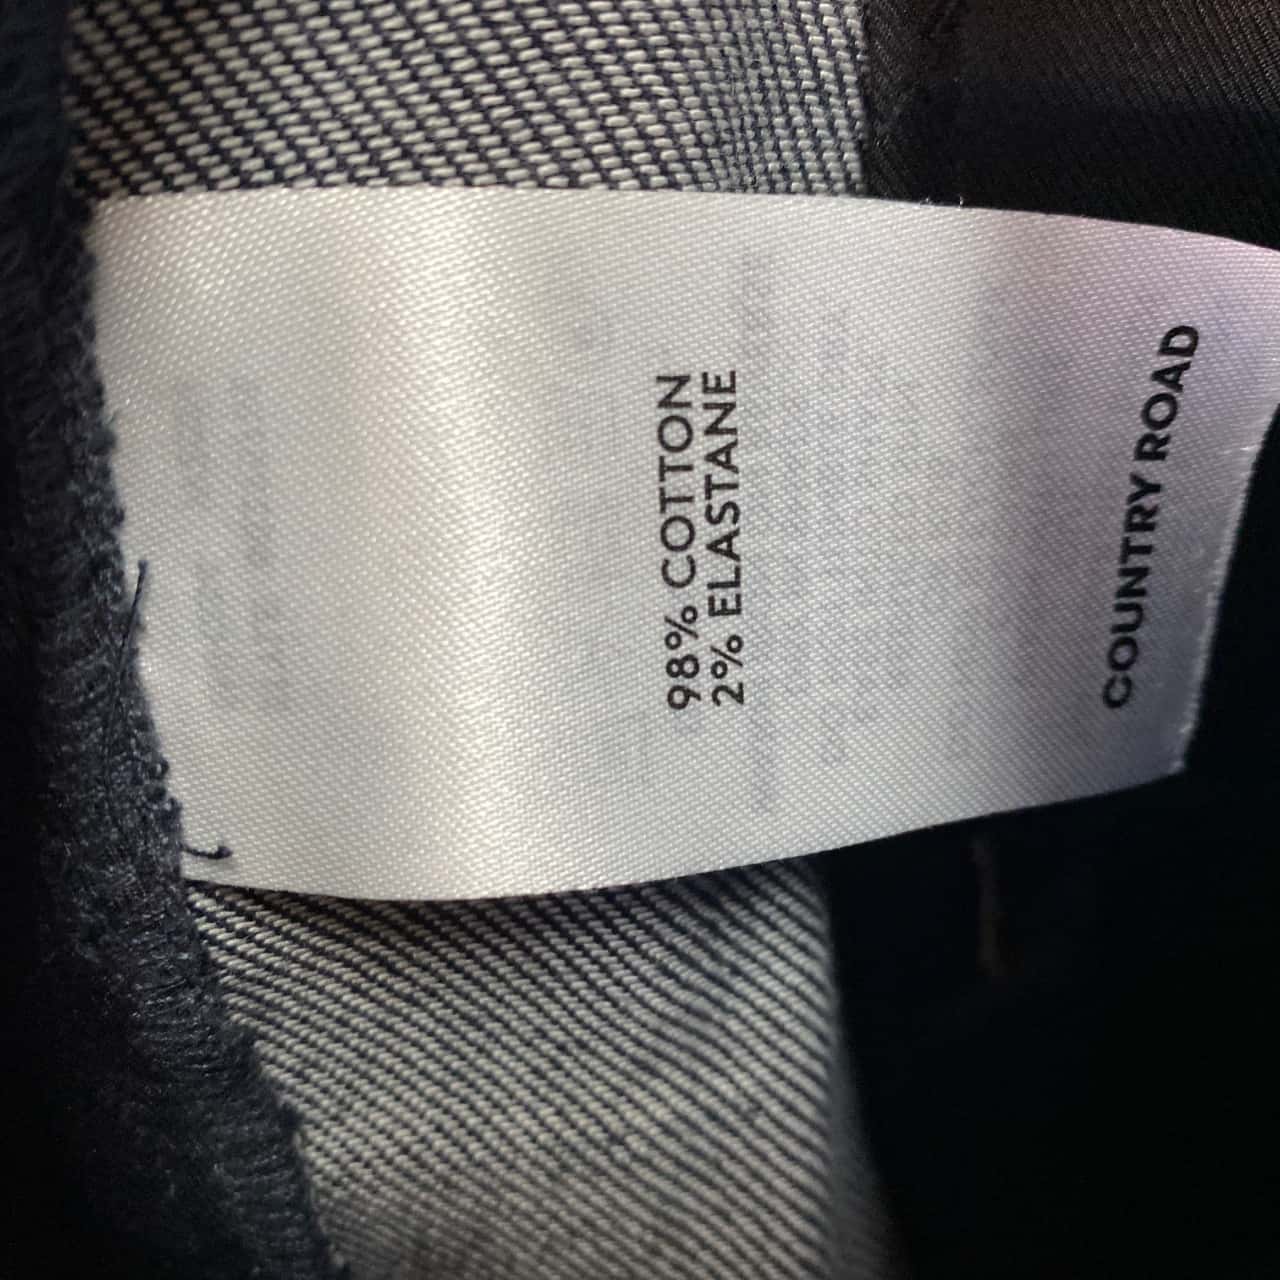 98% COTTON
2% ELASTANE
COUNTRY ROAD